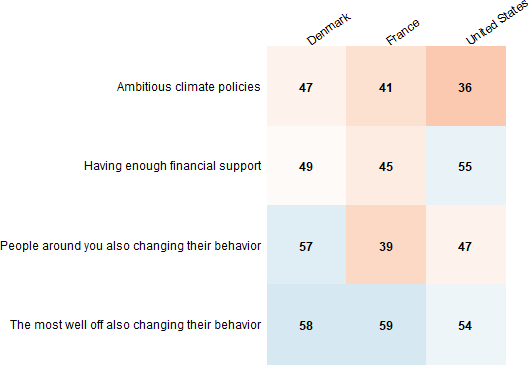 Denmark France United States
Ambitious climate policies 47 41 36
Having enough financial support 49 45 55
People around you also changing their behavior 57 39 47
The most well off also changing their behavior 58 59 54